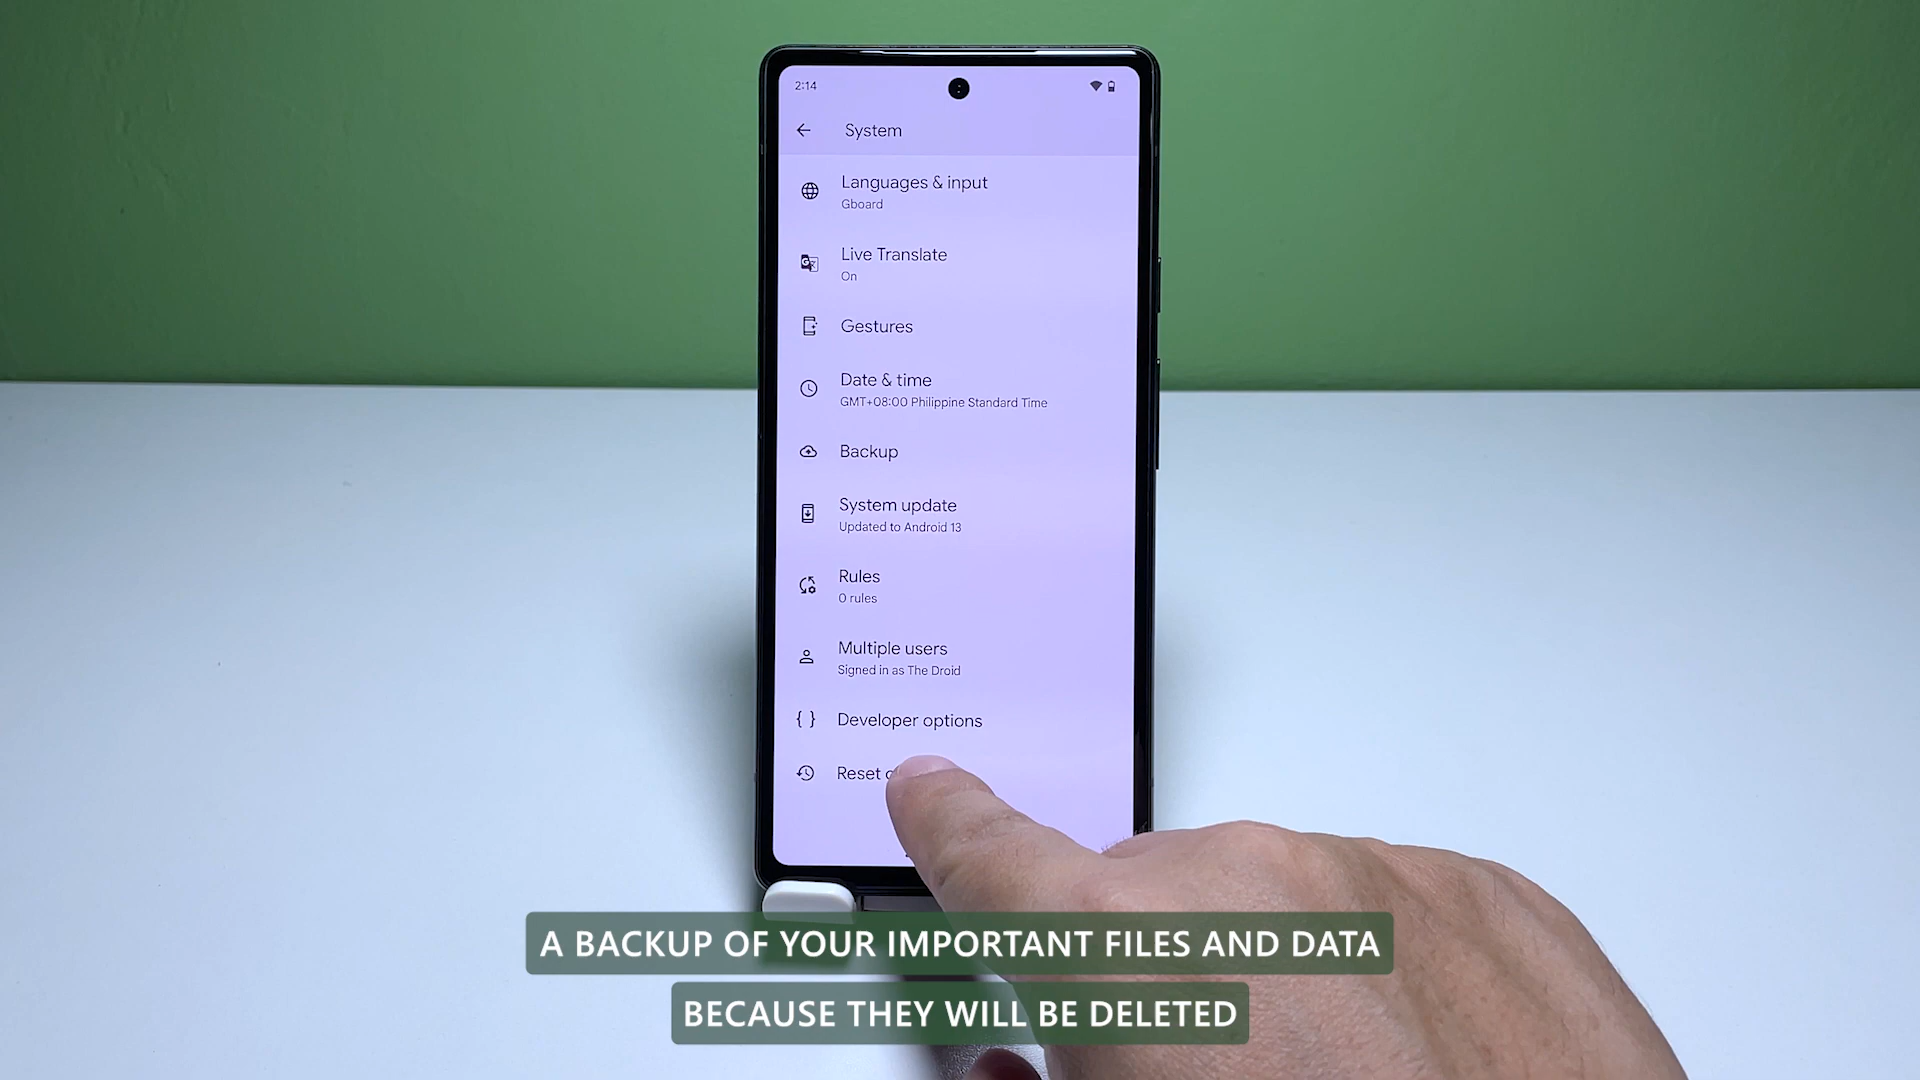 2:14
System
Languages & input
Gboard
Live Translate
On
Gestures
Date & time
GMT+08:00 Philippine Standard Time
Backup
System update
Updated to Android 13
Rules
0 rules
Multiple users
Signed in as The Droid
{ } Developer options
Reset
A BACKUP OF YOUR IMPORTANT FILES AND DATA
BECAUSE THEY WILL BE DELETED